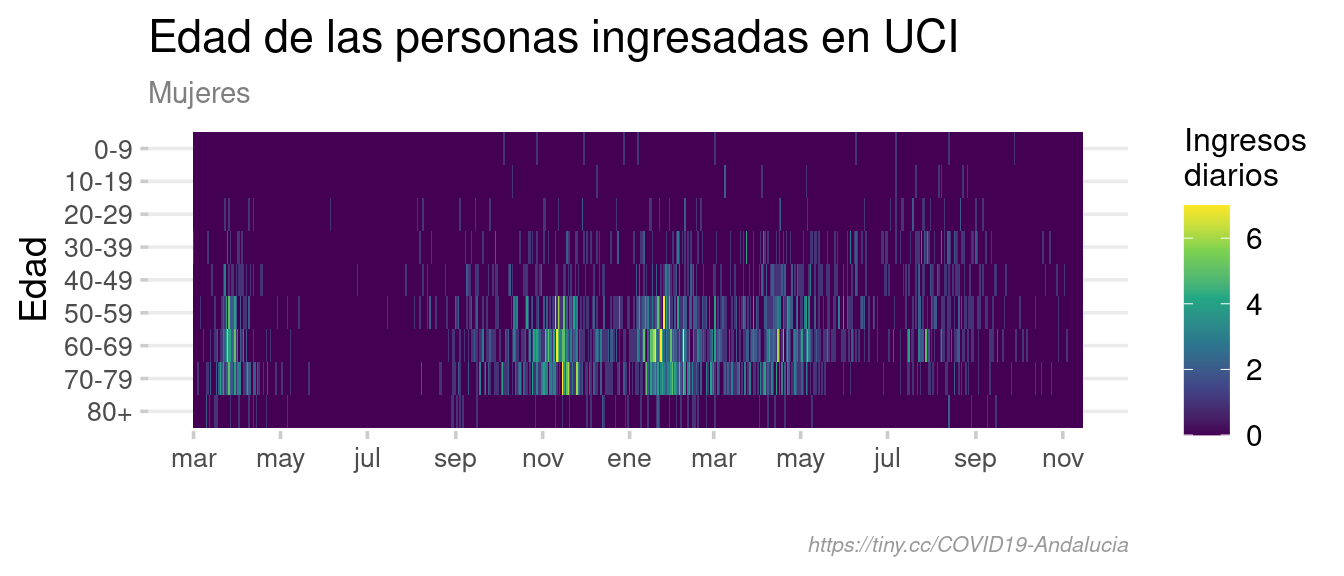 Edad de las personas ingresadas en UCI
Mujeres
Edad
0-9
10-19
20-29
30-39
40-49
50-59
60-69
70-79
80+
mar may jul sep nov ene mar may jul sep nov
Ingresos
diarios
6
4
2
0
https://tiny.cc/COVID19-Andalucia